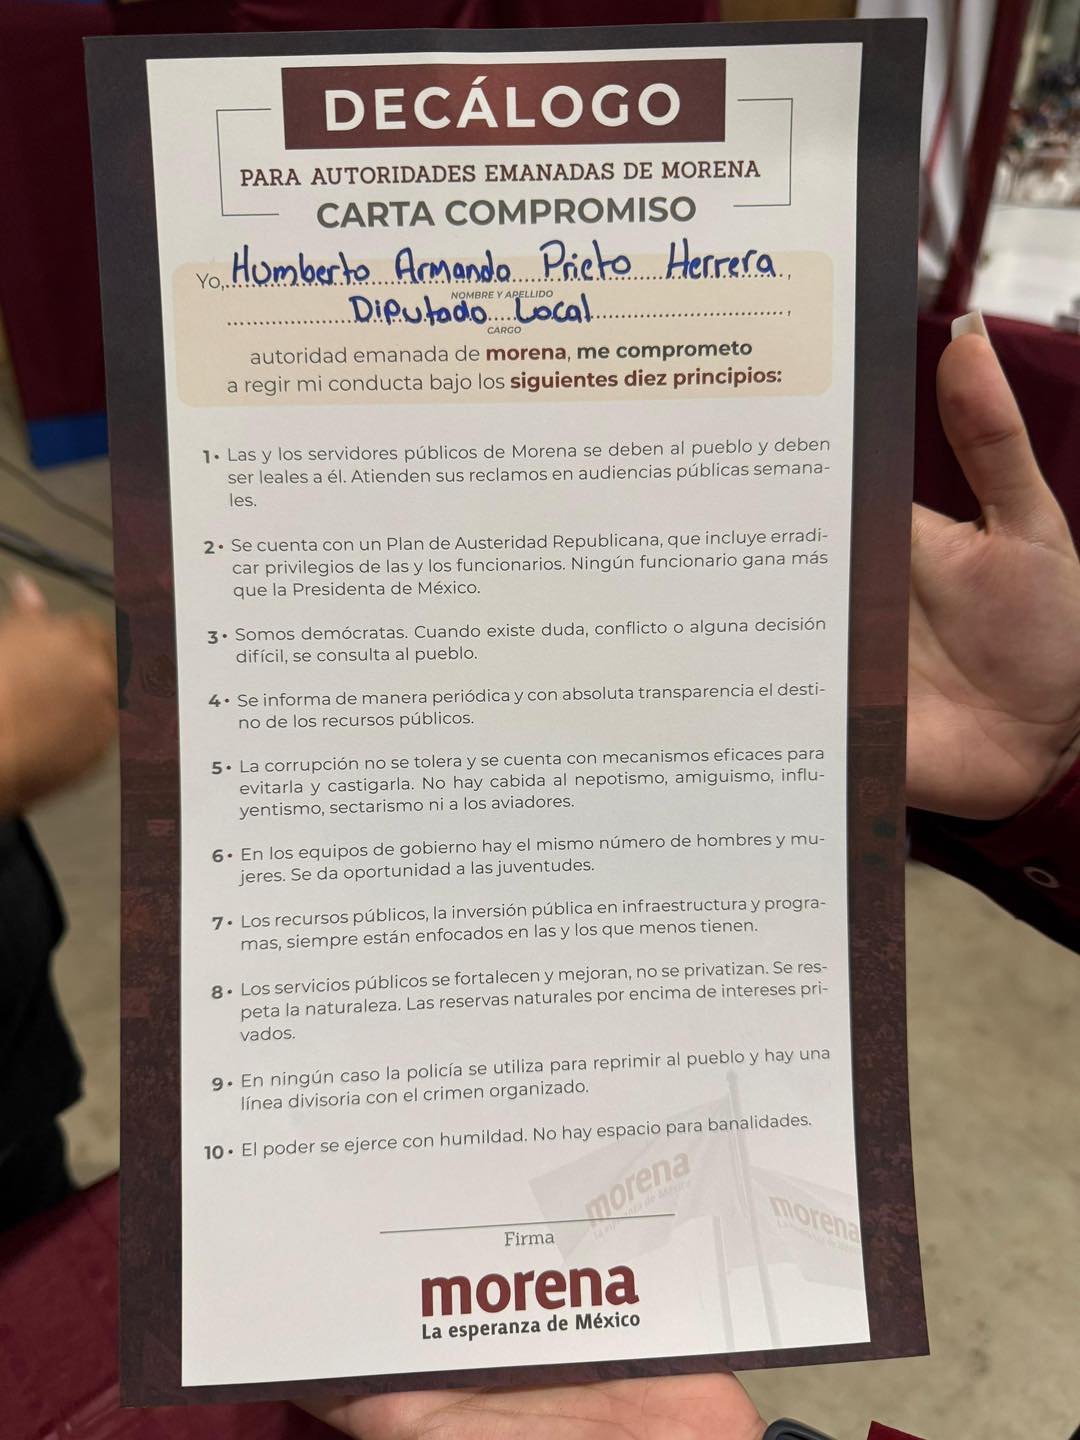 DECÁLOGO
PARA AUTORIDADES EMANADAS DE MORENA
CARTA COMPROMISO
Yo, Humberto Armando Prieto Herrera,
NOMBRE Y APELLIDO
Diputado Local,
CARGO
autoridad emanada de morena, me comprometo
a regir mi conducta bajo los siguientes diez principios:
1• Las y los servidores públicos de Morena se deben al pueblo y deben
ser leales a él. Atienden sus reclamos en audiencias públicas semana-
les.
2• Se cuenta con un Plan de Austeridad Republicana, que incluye erradi-
car privilegios de las y los funcionarios. Ningún funcionario gana más
que la Presidenta de México.
3• Somos demócratas. Cuando existe duda, conflicto o alguna decisión
difícil, se consulta al pueblo.
4• Se informa de manera periódica y con absoluta transparencia el desti-
no de los recursos públicos.
5• La corrupción no se tolera y se cuenta con mecanismos eficaces para
evitarla y castigarla. No hay cabida al nepotismo, amiguismo, influ-
yentismo, sectarismo ni a los aviadores.
6• En los equipos de gobierno hay el mismo número de hombres y mu-
jeres. Se da oportunidad a las juventudes.
7• Los recursos públicos, la inversión pública en infraestructura y progra-
mas, siempre están enfocados en las y los que menos tienen.
8• Los servicios públicos se fortalecen y mejoran, no se privatizan. Se res-
peta la naturaleza. Las reservas naturales por encima de intereses pri-
vados.
9• En ningún caso la policía se utiliza para reprimir al pueblo y hay una
línea divisoria con el crimen organizado.
10• El poder se ejerce con humildad. No hay espacio para banalidades.
morena
La esperanza de México
morena
Firma
morena
La esperanza de México